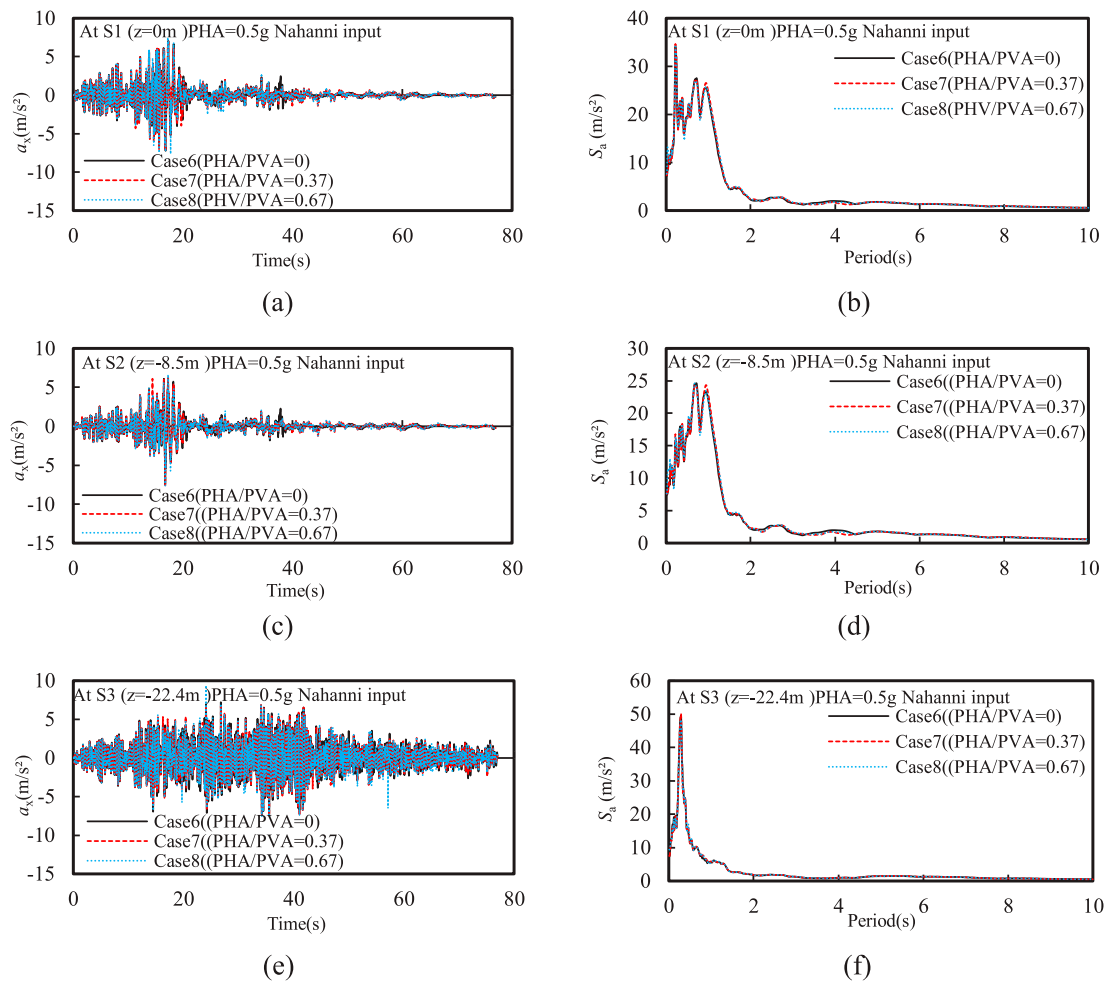 At S1 (z=0m )PHA=0.5g Nahanni input
10
5
0
-5
-10
-15
aₓ(m/s²)
Case6(PHA/PVA=0)
Case7(PHA/PVA=0.37)
Case8(PHV/PVA=0.67)
0 20 40 60 80
Time(s)
(a)
At S1 (z=0m )PHA=0.5g Nahanni input
40
30
20
10
0
Sₐ (m/s²)
Case6(PHA/PVA=0)
Case7(PHA/PVA=0.37)
Case8(PHV/PVA=0.67)
0 2 4 6 8 10
Period(s)
(b)
At S2 (z=-8.5m )PHA=0.5g Nahanni input
10
5
0
-5
-10
-15
aₓ(m/s²)
Case6(PHA/PVA=0)
Case7((PHA/PVA=0.37)
Case8((PHA/PVA=0.67)
0 20 40 60 80
Time(s)
(c)
At S2 (z=-8.5m )PHA=0.5g Nahanni input
30
25
20
15
10
5
0
Sₐ (m/s²)
Case6((PHA/PVA=0)
Case7((PHA/PVA=0.37)
Case8((PHA/PVA=0.67)
0 2 4 6 8 10
Period(s)
(d)
At S3 (z=-22.4m )PHA=0.5g Nahanni input
10
5
0
-5
-10
-15
aₓ(m/s²)
Case6((PHA/PVA=0)
Case7((PHA/PVA=0.37)
Case8((PHA/PVA=0.67)
0 20 40 60 80
Time(s)
(e)
At S3 (z=-22.4m )PHA=0.5g Nahanni input
60
50
40
30
20
10
0
Sₐ (m/s²)
Case6((PHA/PVA=0)
Case7((PHA/PVA=0.37)
Case8((PHA/PVA=0.67)
0 2 4 6 8 10
Period(s)
(f)